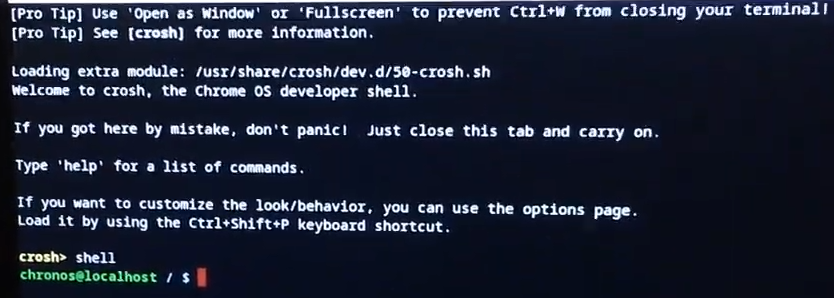 [Pro Tip] Use 'Open as Window' or 'Fullscreen' to prevent Ctrl+W from closing your terminal!
[Pro Tip] See [crosh] for more information.
Loading extra module: /usr/share/crosh/dev.d/50-crosh.sh
Welcome to crosh, the Chrome OS developer shell.
If you got here by mistake, don't panic!  Just close this tab and carry on.
Type 'help' for a list of commands.
If you want to customize the look/behavior, you can use the options page.
Load it by using the Ctrl+Shift+P keyboard shortcut.
crosh> shell
chronos@localhost / $